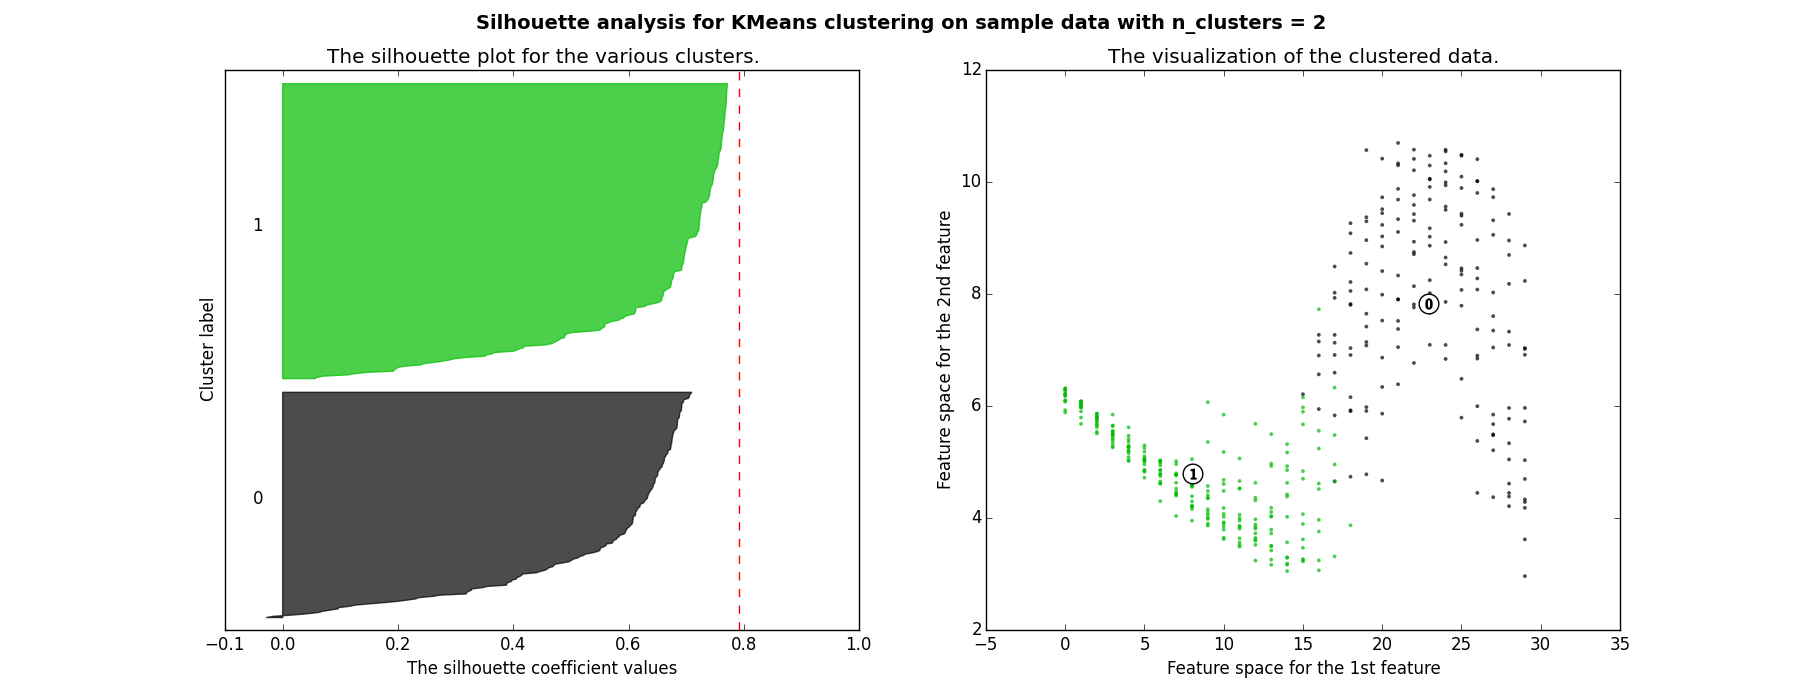 Silhouette analysis for KMeans clustering on sample data with n_clusters = 2
The silhouette plot for the various clusters.
Cluster label
1
0
−0.1 0.0 0.2 0.4 0.6 0.8 1.0
The silhouette coefficient values
The visualization of the clustered data.
Feature space for the 2nd feature
12
10
8
6
4
2
0
1
−5 0 5 10 15 20 25 30 35
Feature space for the 1st feature